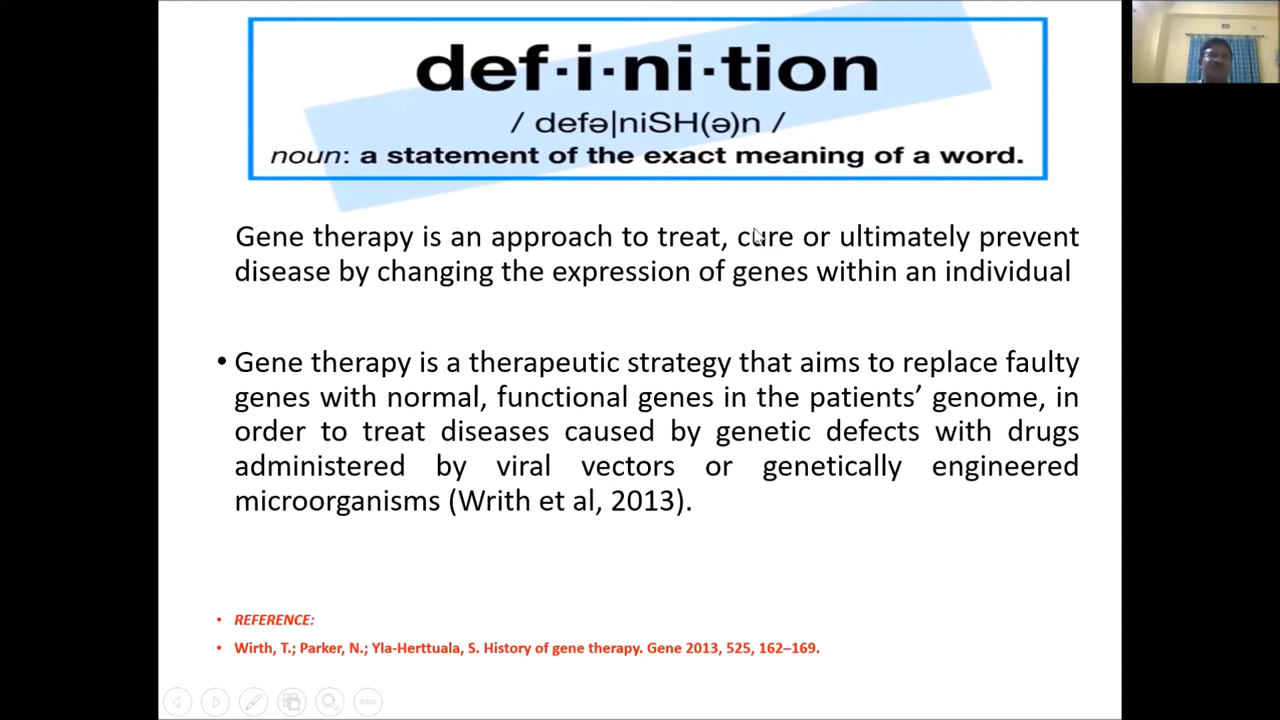 def·i·ni·tion
/ defə|niSH(ə)n /
noun: a statement of the exact meaning of a word.
Gene therapy is an approach to treat, cure or ultimately prevent
disease by changing the expression of genes within an individual
• Gene therapy is a therapeutic strategy that aims to replace faulty
genes with normal, functional genes in the patients’ genome, in
order to treat diseases caused by genetic defects with drugs
administered by viral vectors or genetically engineered
microorganisms (Writh et al, 2013).
• REFERENCE:
• Wirth, T.; Parker, N.; Yla-Herttuala, S. History of gene therapy. Gene 2013, 525, 162–169.